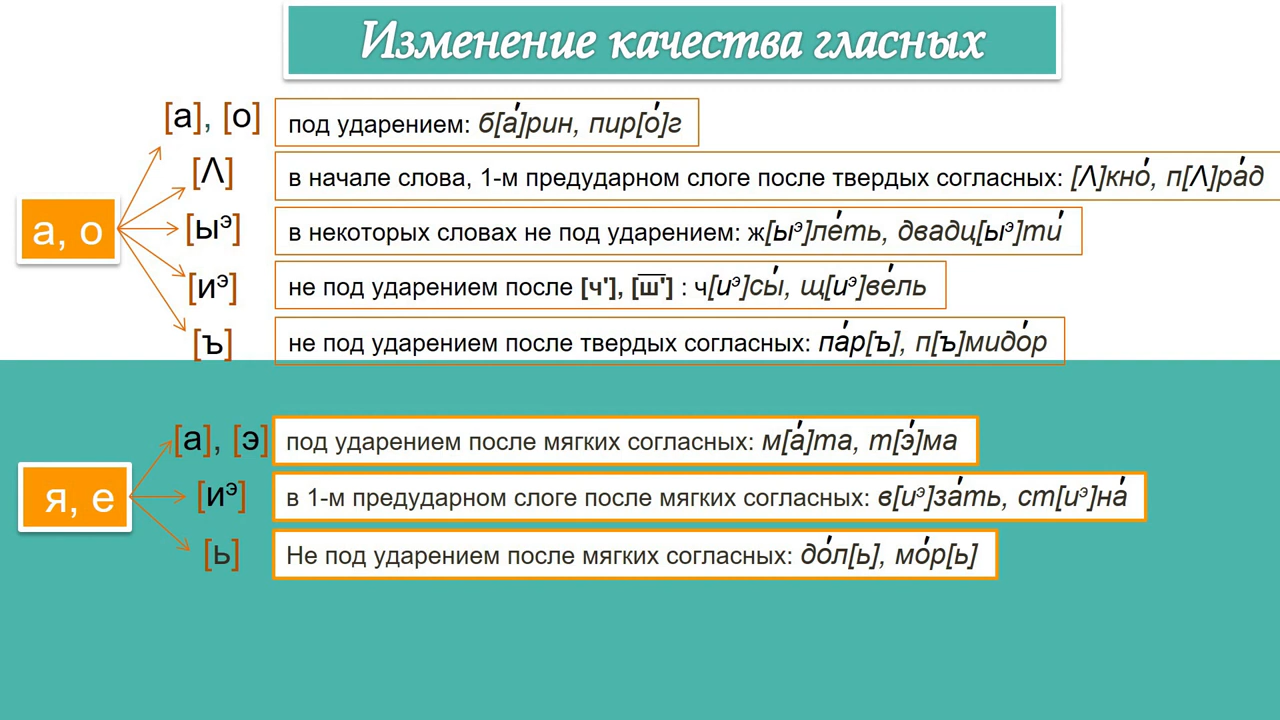 Изменение качества гласных
а, о
[а], [о] под ударением: б[а́]рин, пир[о́]г
[Λ] в начале слова, 1-м предударном слоге после твердых согласных: [Λ]кно́, п[Λ]ра́д
[ыэ] в некоторых словах не под ударением: ж[ыэ]ле́ть, двадц[ыэ]ти́
[иэ] не под ударением после [ч'], [ш̅'] : ч[иэ]сы́, щ[иэ]ве́ль
[ъ] не под ударением после твердых согласных: па́р[ъ], п[ъ]мидо́р
я, е
[а], [э] под ударением после мягких согласных: м[а́]та, т[э́]ма
[иэ] в 1-м предударном слоге после мягких согласных: в[иэ]за́ть, ст[иэ]на́
[ь] Не под ударением после мягких согласных: до́л[ь], мо́р[ь]